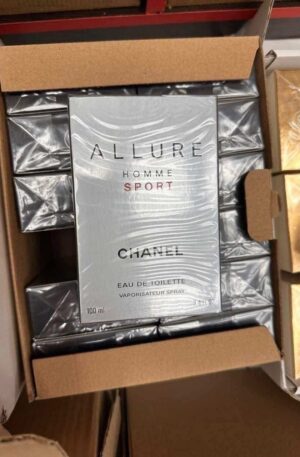 ALLURE
HOMME
SPORT
CHANEL
EAU DE TOILETTE
VAPORISATEUR SPRAY
100 ml